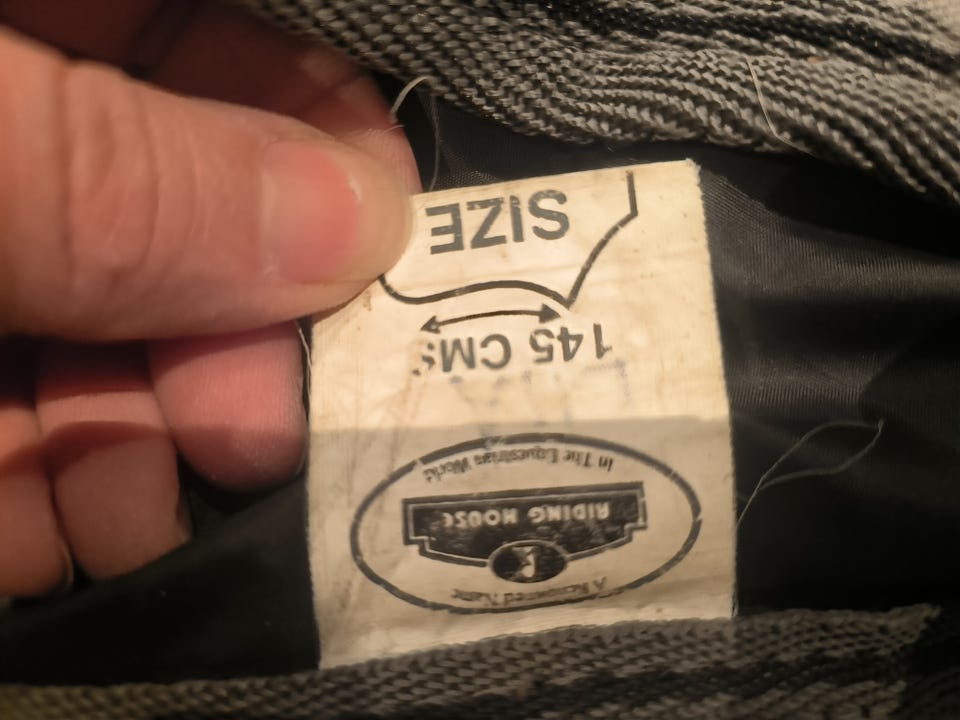 A Renowned Name
R
RIDING HOUSE
In The Equestrian World
145 CMS
SIZE